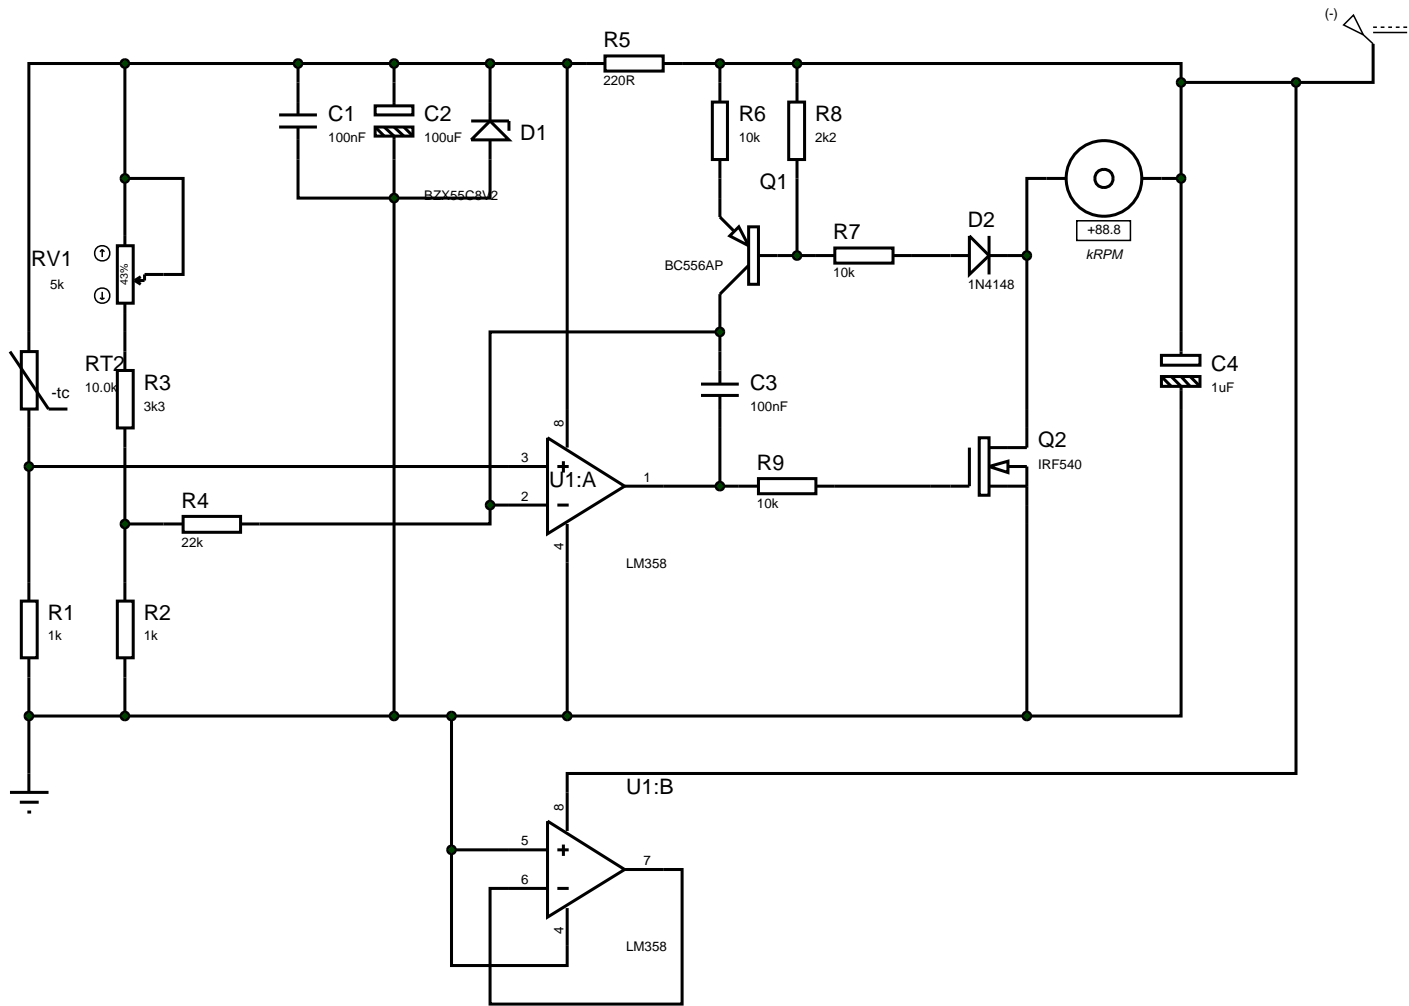 (-)
R5
220R
C1
100nF
C2
100uF
D1
BZX55C8V2
R6
10k
R8
2k2
Q1
BC556AP
R7
10k
D2
1N4148
+88.8
kRPM
RV1
5k
43%
RT2
10.0k
-tc
R3
3k3
C3
100nF
C4
1uF
8
3
2
1
4
U1:A
LM358
R9
10k
Q2
IRF540
R4
22k
R1
1k
R2
1k
U1:B
8
5
6
7
4
LM358